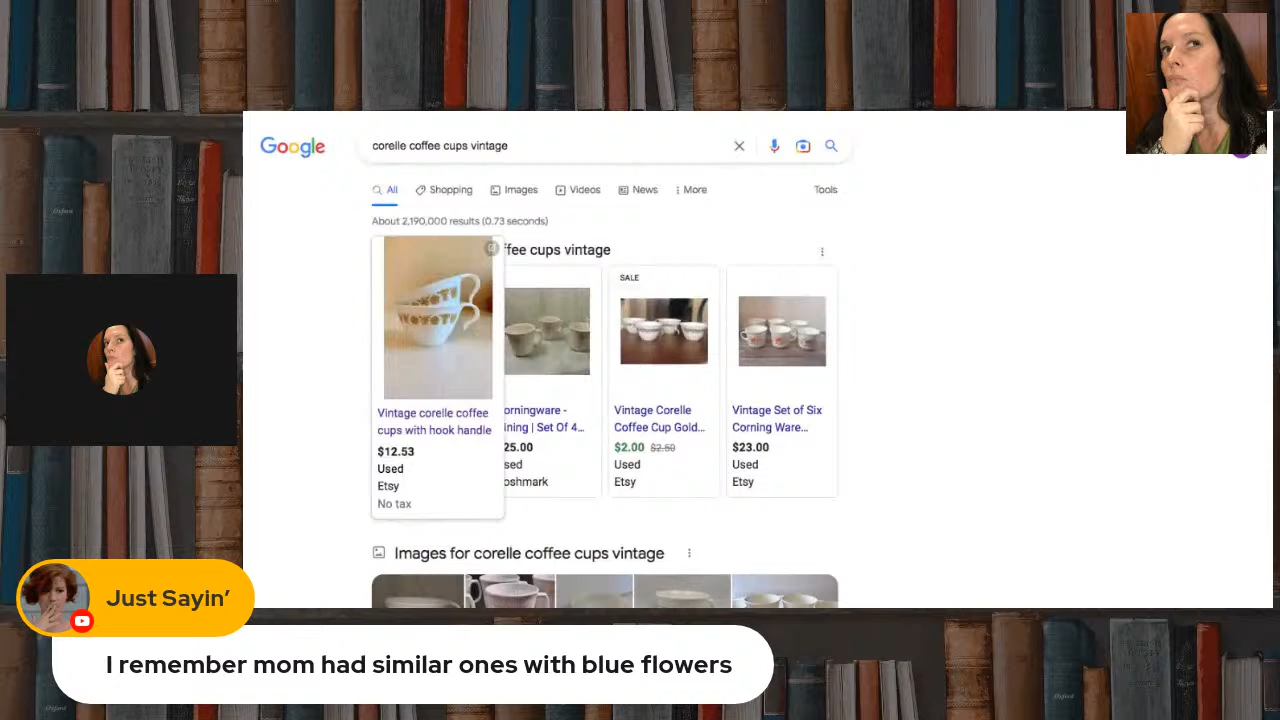 Google
corelle coffee cups vintage
All Shopping Images Videos News More Tools
About 2,190,000 results (0.73 seconds)
ffee cups vintage
SALE
Vintage corelle coffee
cups with hook handle
$12.53
Used
Etsy
No tax
orningware -
ining | Set Of 4...
25.00
sed
oshmark
Vintage Corelle
Coffee Cup Gold...
$2.00 $2.50
Used
Etsy
Vintage Set of Six
Corning Ware...
$23.00
Used
Etsy
Images for corelle coffee cups vintage
Just Sayin’
I remember mom had similar ones with blue flowers
Oxford
Oxford
Oxford